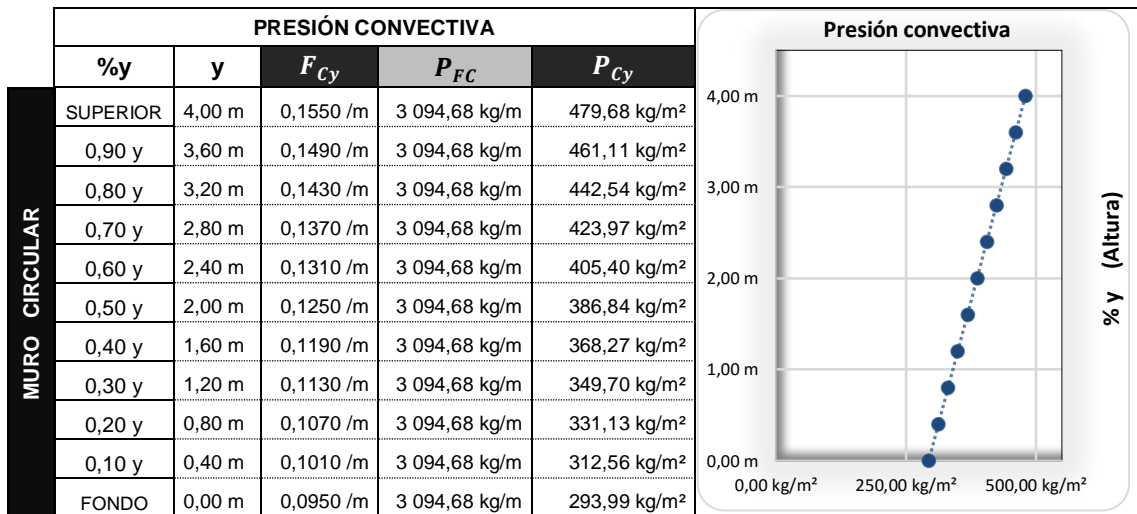 PRESIÓN CONVECTIVA
%y y F_Cy P_FC P_Cy
MURO CIRCULAR
SUPERIOR 4,00 m 0,1550 /m 3 094,68 kg/m 479,68 kg/m²
0,90 y 3,60 m 0,1490 /m 3 094,68 kg/m 461,11 kg/m²
0,80 y 3,20 m 0,1430 /m 3 094,68 kg/m 442,54 kg/m²
0,70 y 2,80 m 0,1370 /m 3 094,68 kg/m 423,97 kg/m²
0,60 y 2,40 m 0,1310 /m 3 094,68 kg/m 405,40 kg/m²
0,50 y 2,00 m 0,1250 /m 3 094,68 kg/m 386,84 kg/m²
0,40 y 1,60 m 0,1190 /m 3 094,68 kg/m 368,27 kg/m²
0,30 y 1,20 m 0,1130 /m 3 094,68 kg/m 349,70 kg/m²
0,20 y 0,80 m 0,1070 /m 3 094,68 kg/m 331,13 kg/m²
0,10 y 0,40 m 0,1010 /m 3 094,68 kg/m 312,56 kg/m²
FONDO 0,00 m 0,0950 /m 3 094,68 kg/m 293,99 kg/m²
Presión convectiva
4,00 m
3,00 m
2,00 m
1,00 m
0,00 m
0,00 kg/m² 250,00 kg/m² 500,00 kg/m²
% y (Altura)